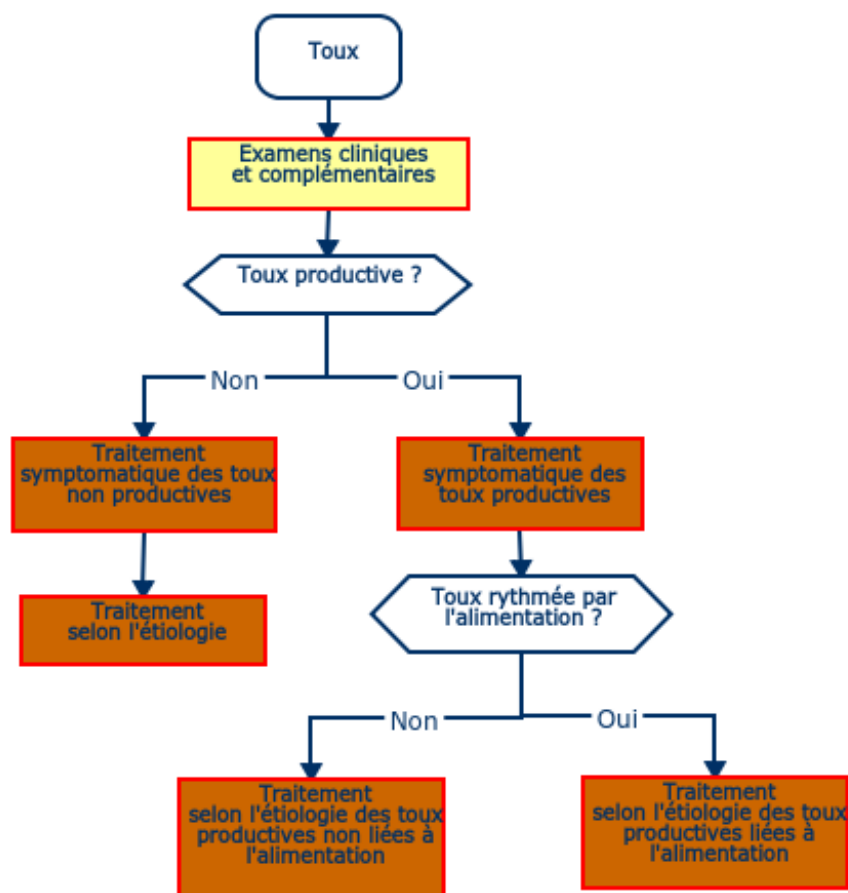 Toux
Examens cliniques
et complémentaires
Toux productive ?
Non
Oui
Traitement
symptomatique des toux
non productives
Traitement
symptomatique des
toux productives
Traitement
selon l'étiologie
Toux rythmée par
l'alimentation ?
Non
Oui
Traitement
selon l'étiologie des toux
productives non liées à
l'alimentation
Traitement
selon l'étiologie des toux
productives liées à
l'alimentation